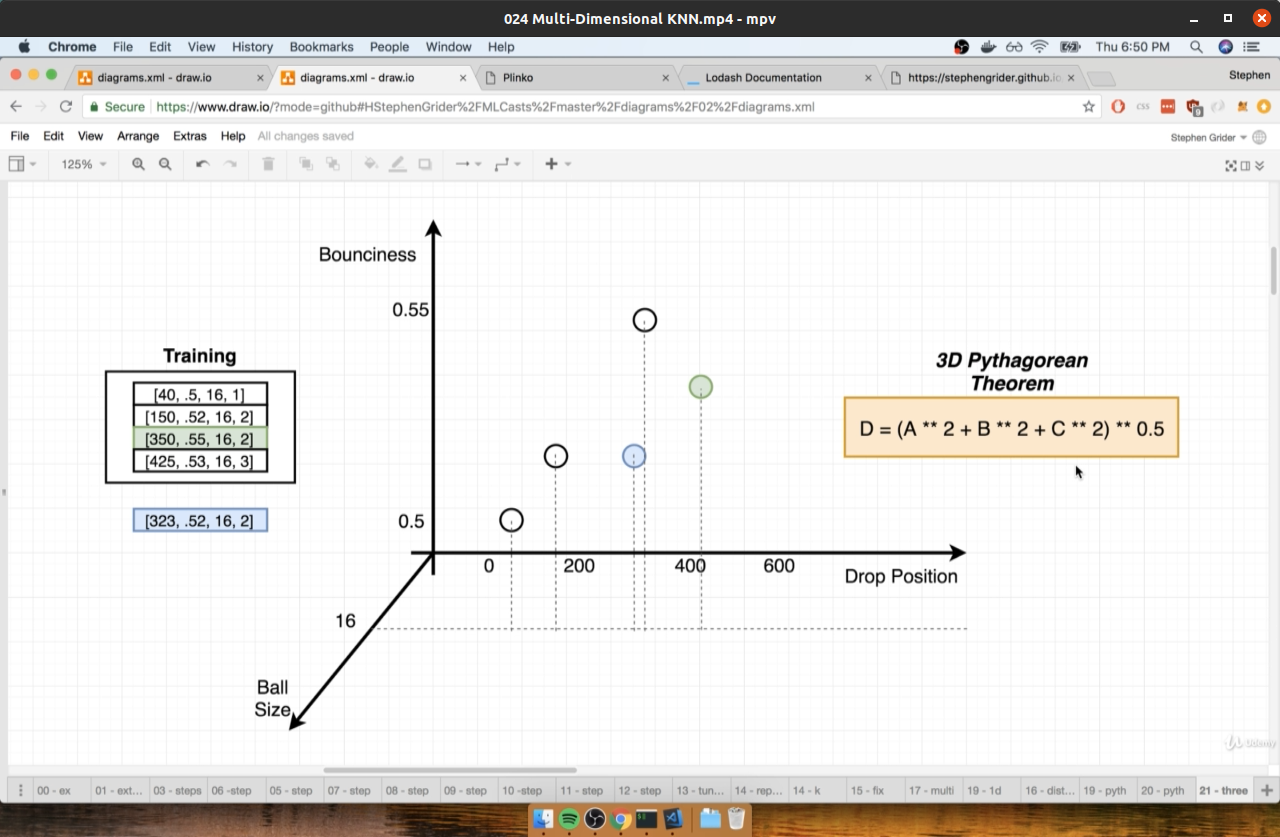 024 Multi-Dimensional KNN.mp4 - mpv
Chrome File Edit View History Bookmarks People Window Help Thu 6:50 PM
diagrams.xml - draw.io diagrams.xml - draw.io Plinko Lodash Documentation https://stephengrider.github.io Stephen
Secure https://www.draw.io/?mode=github#HStephenGrider%2FMLCasts%2Fmaster%2Fdiagrams%2F02%2Fdiagrams.xml
File Edit View Arrange Extras Help All changes saved Stephen Grider
125%
Bounciness
0.55
Training
[40, .5, 16, 1]
[150, .52, 16, 2]
[350, .55, 16, 2]
[425, .53, 16, 3]
[323, .52, 16, 2]
3D Pythagorean
Theorem
D = (A ** 2 + B ** 2 + C ** 2) ** 0.5
0.5
0 200 400 600
Drop Position
16
Ball
Size
Udemy
00 - ex 01 - ext... 03 - steps 06 -step 05 - step 07 - step 08 - step 09 - step 10 -step 11 - step 12 - step 13 - tun... 14 - rep... 14 - k 15 - fix 17 - multi 19 - 1d 16 - dist... 19 - pyth 20 - pyth 21 - three